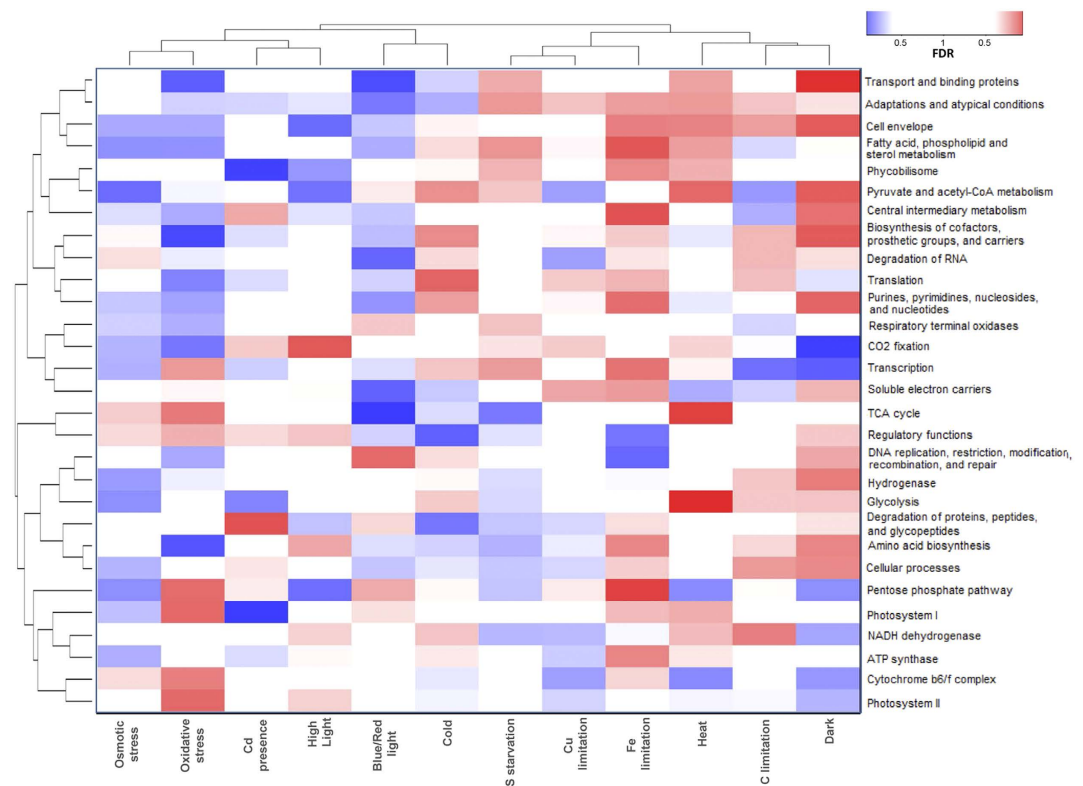 0.5 1 0.5
FDR
Transport and binding proteins
Adaptations and atypical conditions
Cell envelope
Fatty acid, phospholipid and
sterol metabolism
Phycobilisome
Pyruvate and acetyl-CoA metabolism
Central intermediary metabolism
Biosynthesis of cofactors,
prosthetic groups, and carriers
Degradation of RNA
Translation
Purines, pyrimidines, nucleosides,
and nucleotides
Respiratory terminal oxidases
CO2 fixation
Transcription
Soluble electron carriers
TCA cycle
Regulatory functions
DNA replication, restriction, modification,
recombination, and repair
Hydrogenase
Glycolysis
Degradation of proteins, peptides,
and glycopeptides
Amino acid biosynthesis
Cellular processes
Pentose phosphate pathway
Photosystem I
NADH dehydrogenase
ATP synthase
Cytochrome b6/f complex
Photosystem II
Osmotic
stress
Oxidative
stress
Cd
presence
High
Light
Blue/Red
light
Cold
S starvation
Cu
limitation
Fe
limitation
Heat
C limitation
Dark